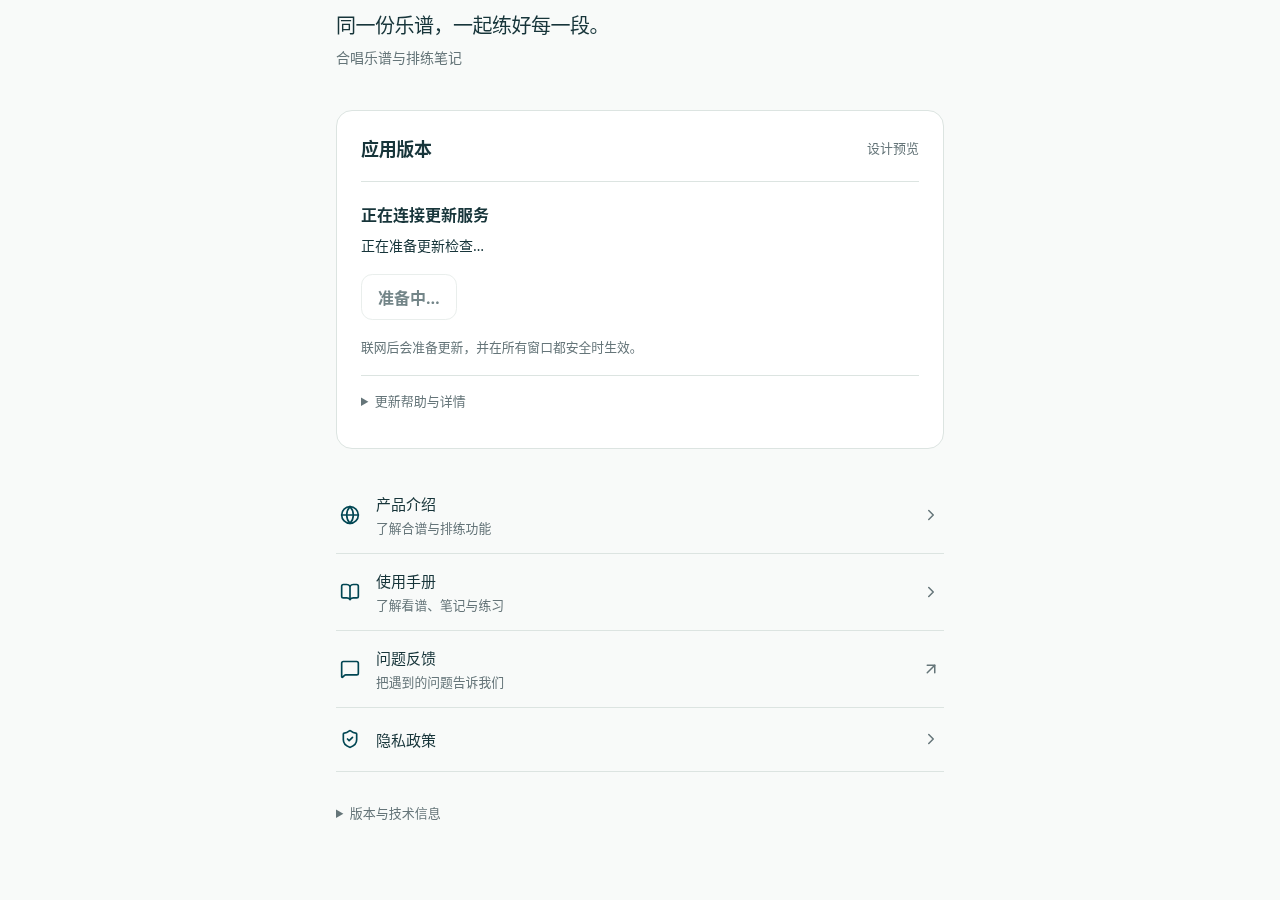 同一份乐谱，一起练好每一段。
合唱乐谱与排练笔记
应用版本
设计预览
正在连接更新服务
正在准备更新检查…
准备中…
联网后会准备更新，并在所有窗口都安全时生效。
更新帮助与详情
产品介绍
了解合谱与排练功能
使用手册
了解看谱、笔记与练习
问题反馈
把遇到的问题告诉我们
隐私政策
版本与技术信息